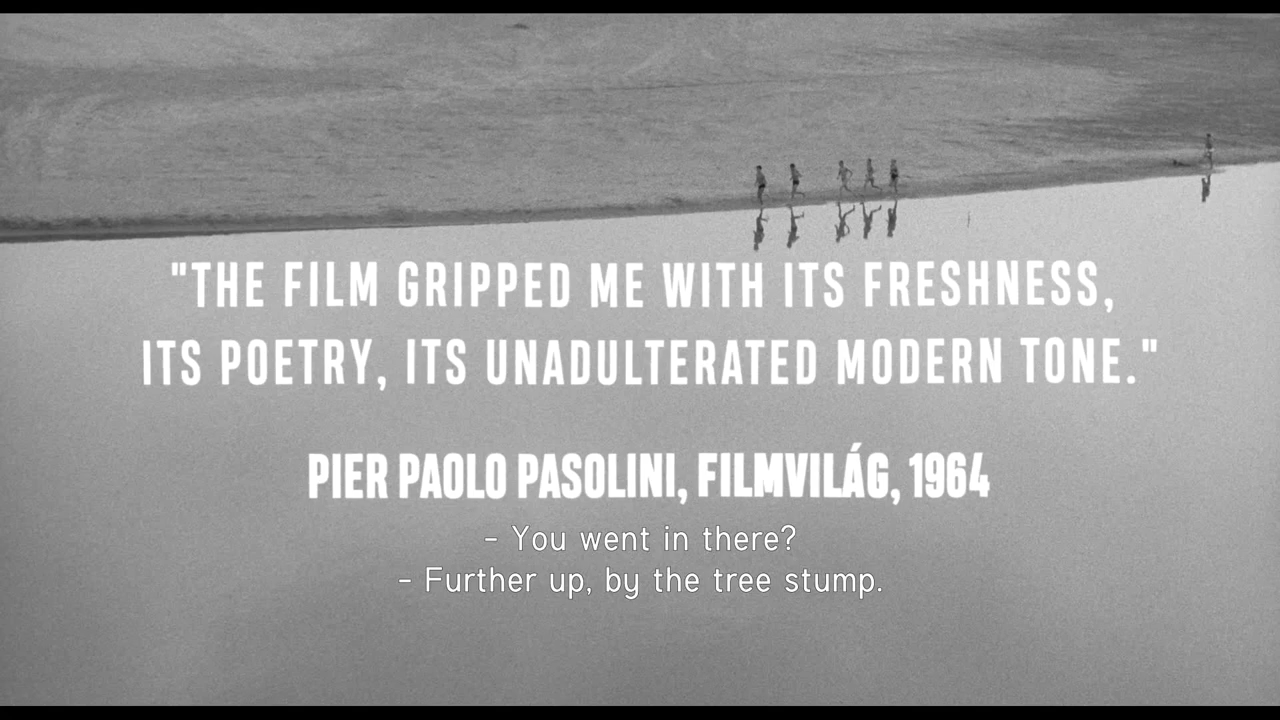 "THE FILM GRIPPED ME WITH ITS FRESHNESS,
ITS POETRY, ITS UNADULTERATED MODERN TONE."
PIER PAOLO PASOLINI, FILMVILÁG, 1964
- You went in there?
- Further up, by the tree stump.